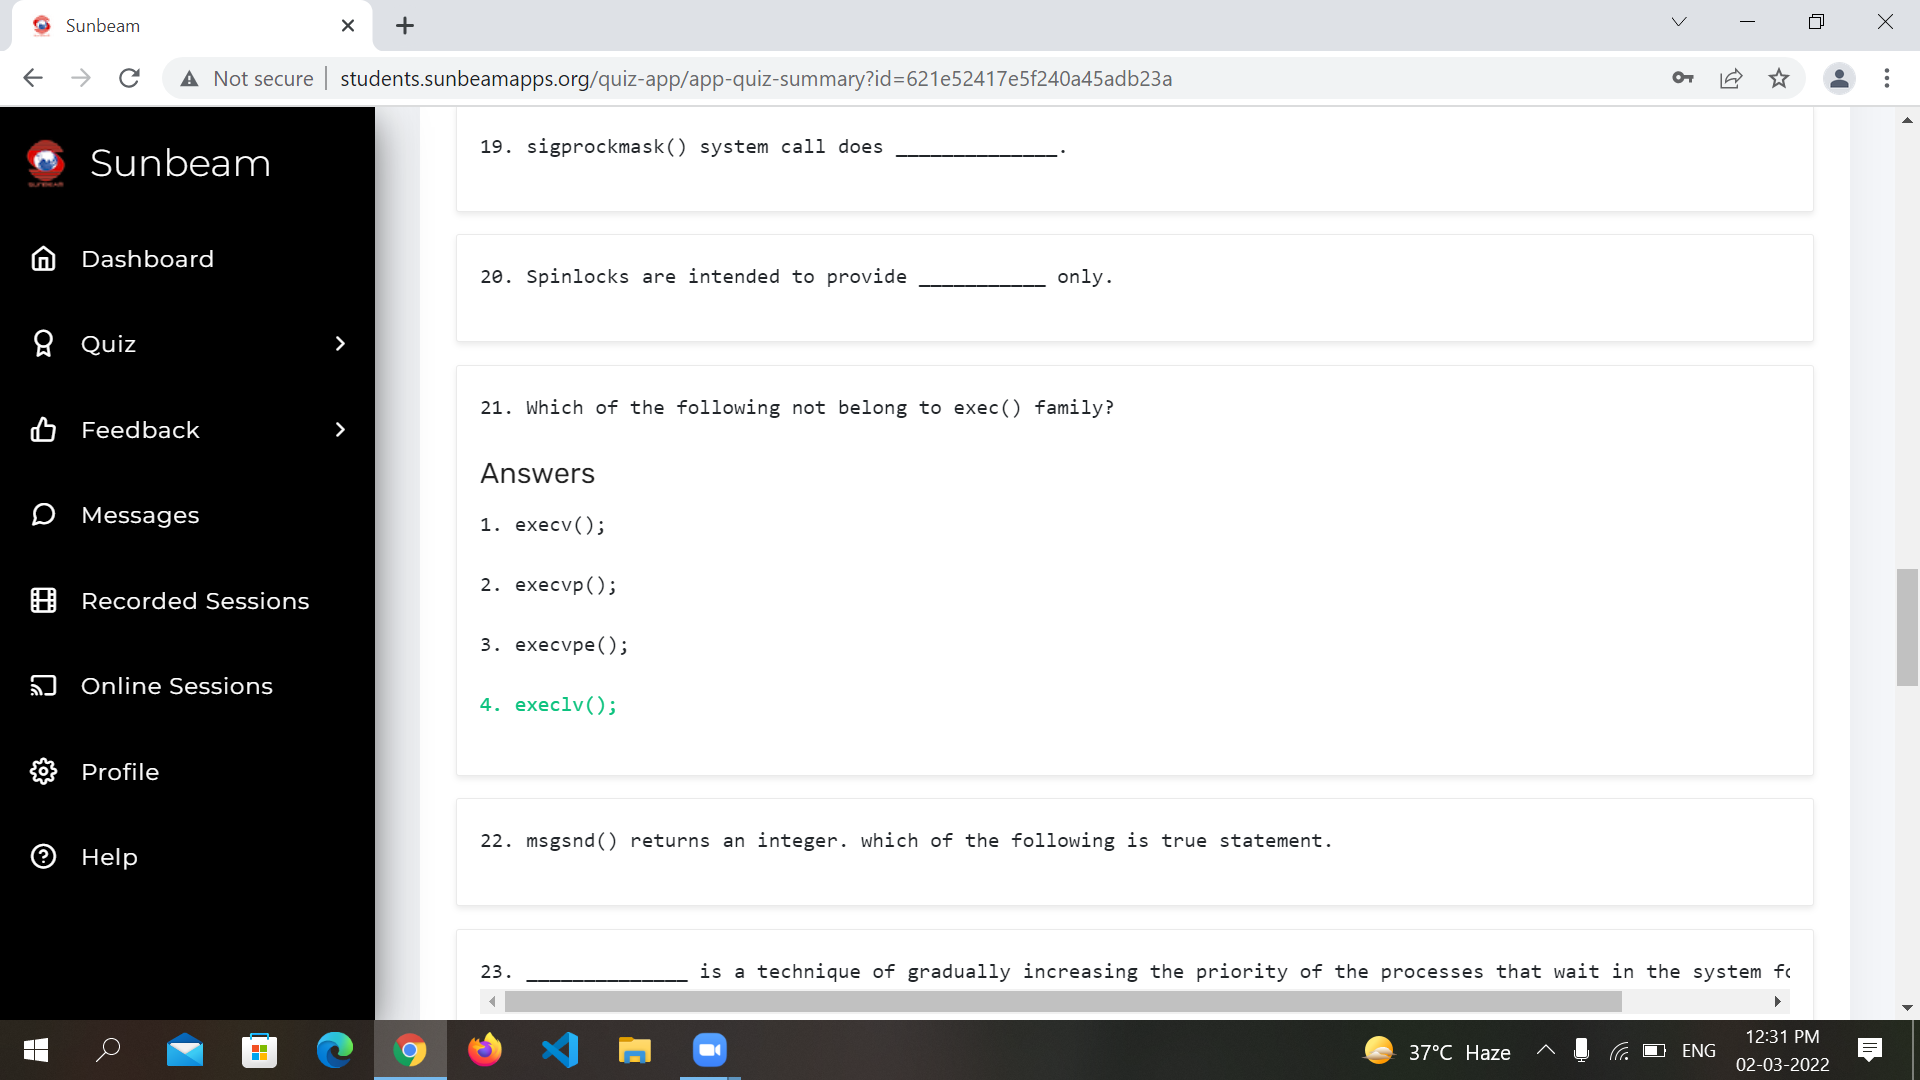 Sunbeam
Not secure
students.sunbeamapps.org/quiz-app/app-quiz-summary?id=621e52417e5f240a45adb23a
SUNBEAM
Sunbeam
Dashboard
Quiz
Feedback
Messages
Recorded Sessions
Online Sessions
Profile
Help
19. sigprockmask() system call does ______________.
20. Spinlocks are intended to provide ___________ only.
21. Which of the following not belong to exec() family?
Answers
1. execv();
2. execvp();
3. execvpe();
4. execlv();
22. msgsnd() returns an integer. which of the following is true statement.
23. ______________ is a technique of gradually increasing the priority of the processes that wait in the system
37°C Haze
ENG
12:31 PM
02-03-2022